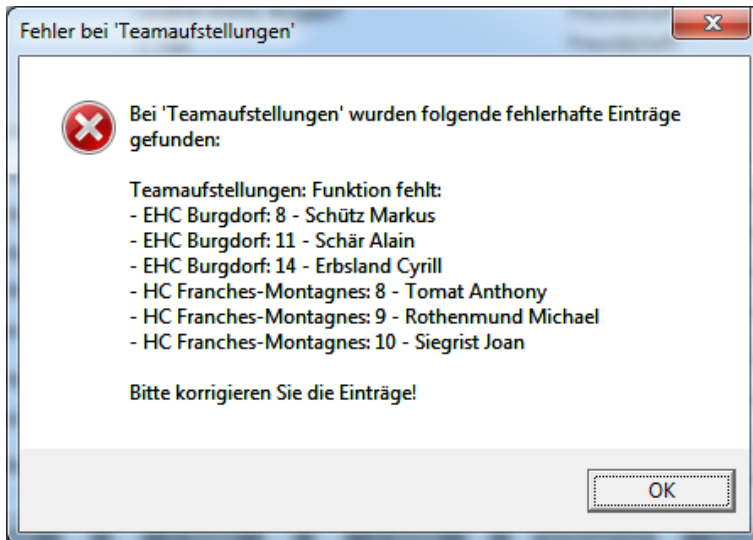 Fehler bei 'Teamaufstellungen'
Bei 'Teamaufstellungen' wurden folgende fehlerhafte Einträge
gefunden:
Teamaufstellungen: Funktion fehlt:
- EHC Burgdorf: 8 - Schütz Markus
- EHC Burgdorf: 11 - Schär Alain
- EHC Burgdorf: 14 - Erbsland Cyrill
- HC Franches-Montagnes: 8 - Tomat Anthony
- HC Franches-Montagnes: 9 - Rothenmund Michael
- HC Franches-Montagnes: 10 - Siegrist Joan
Bitte korrigieren Sie die Einträge!
OK